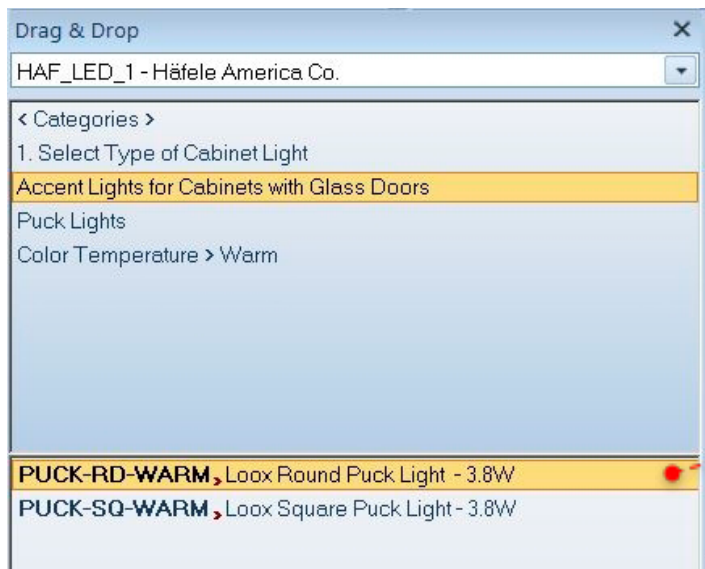 Drag & Drop
HAF_LED_1 - Häfele America Co.
< Categories >
1. Select Type of Cabinet Light
Accent Lights for Cabinets with Glass Doors
Puck Lights
Color Temperature > Warm
PUCK-RD-WARM , Loox Round Puck Light - 3.8W
PUCK-SQ-WARM , Loox Square Puck Light - 3.8W